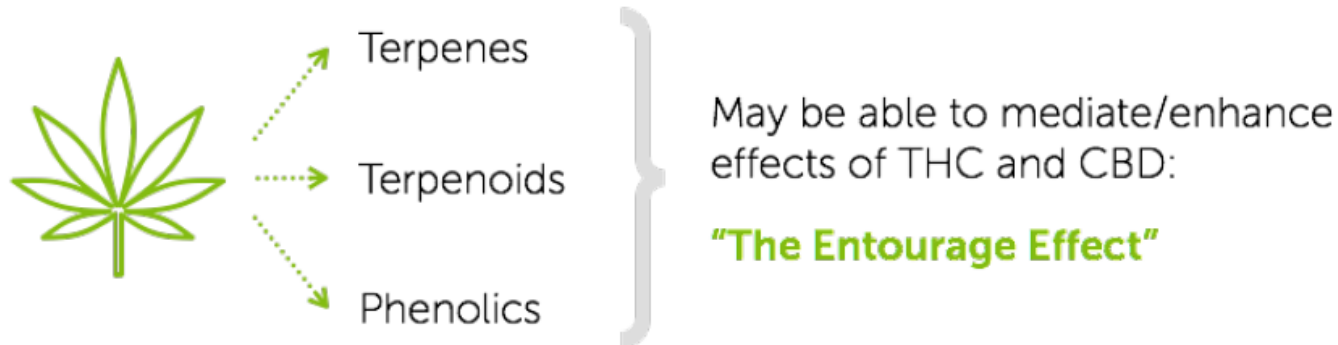 Terpenes
Terpenoids
Phenolics
May be able to mediate/enhance
effects of THC and CBD:
“The Entourage Effect”